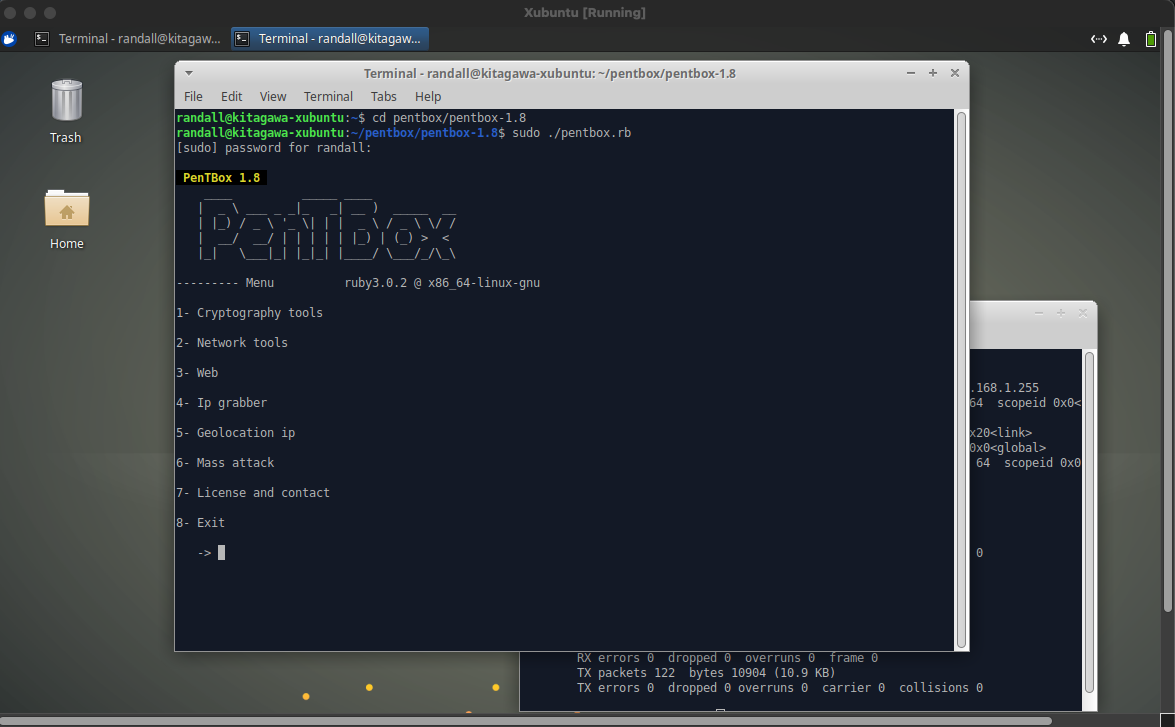 Xubuntu [Running]
Terminal - randall@kitagaw...
Terminal - randall@kitagaw...
Trash
Home
Terminal - randall@kitagawa-xubuntu: ~/pentbox/pentbox-1.8
File Edit View Terminal Tabs Help
randall@kitagawa-xubuntu:~$ cd pentbox/pentbox-1.8
randall@kitagawa-xubuntu:~/pentbox/pentbox-1.8$ sudo ./pentbox.rb
[sudo] password for randall:
PenTBox 1.8
PenTBox
--------- Menu ruby3.0.2 @ x86_64-linux-gnu
1- Cryptography tools
2- Network tools
3- Web
4- Ip grabber
5- Geolocation ip
6- Mass attack
7- License and contact
8- Exit
->
.168.1.255
64 scopeid 0x0<
x20<link>
0x0<global>
64 scopeid 0x0
0
RX errors 0 dropped 0 overruns 0 frame 0
TX packets 122 bytes 10904 (10.9 KB)
TX errors 0 dropped 0 overruns 0 carrier 0 collisions 0